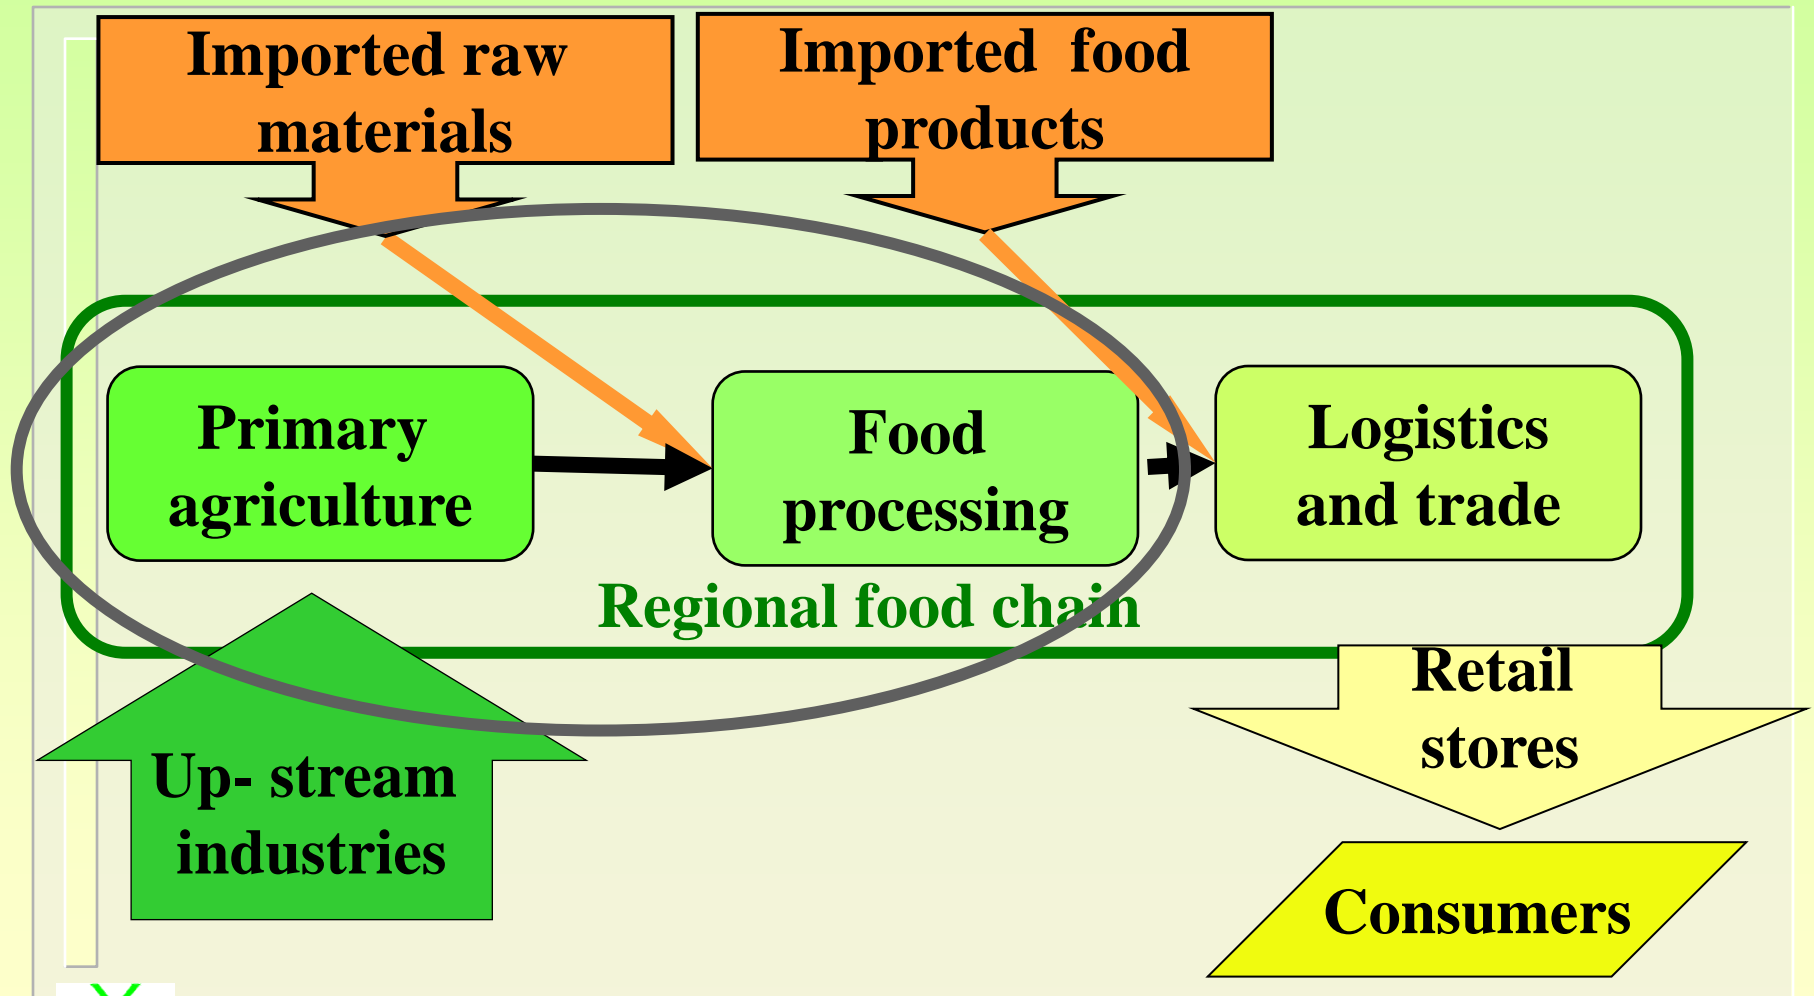 Imported raw
materials
Imported food
products
Primary
agriculture
Food
processing
Logistics
and trade
Regional food chain
Retail
stores
Up- stream
industries
Consumers